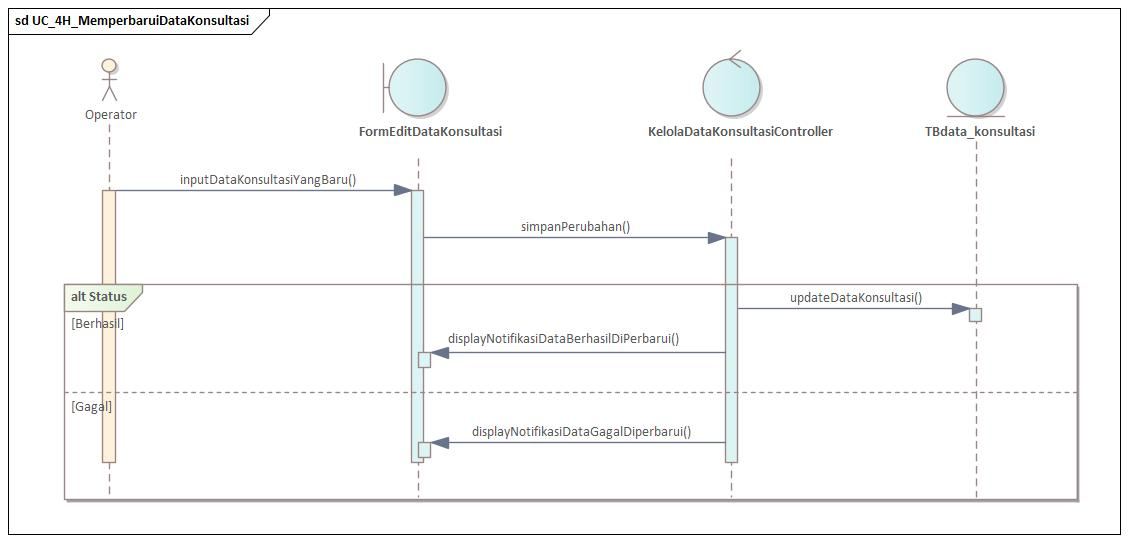 sd UC_4H_MemperbaruiDataKonsultasi
Operator
FormEditDataKonsultasi
KelolaDataKonsultasiController
TBdata_konsultasi
inputDataKonsultasiYangBaru()
simpanPerubahan()
alt Status
updateDataKonsultasi()
[Berhasil]
displayNotifikasiDataBerhasilDiPerbarui()
[Gagal]
displayNotifikasiDataGagalDiperbarui()